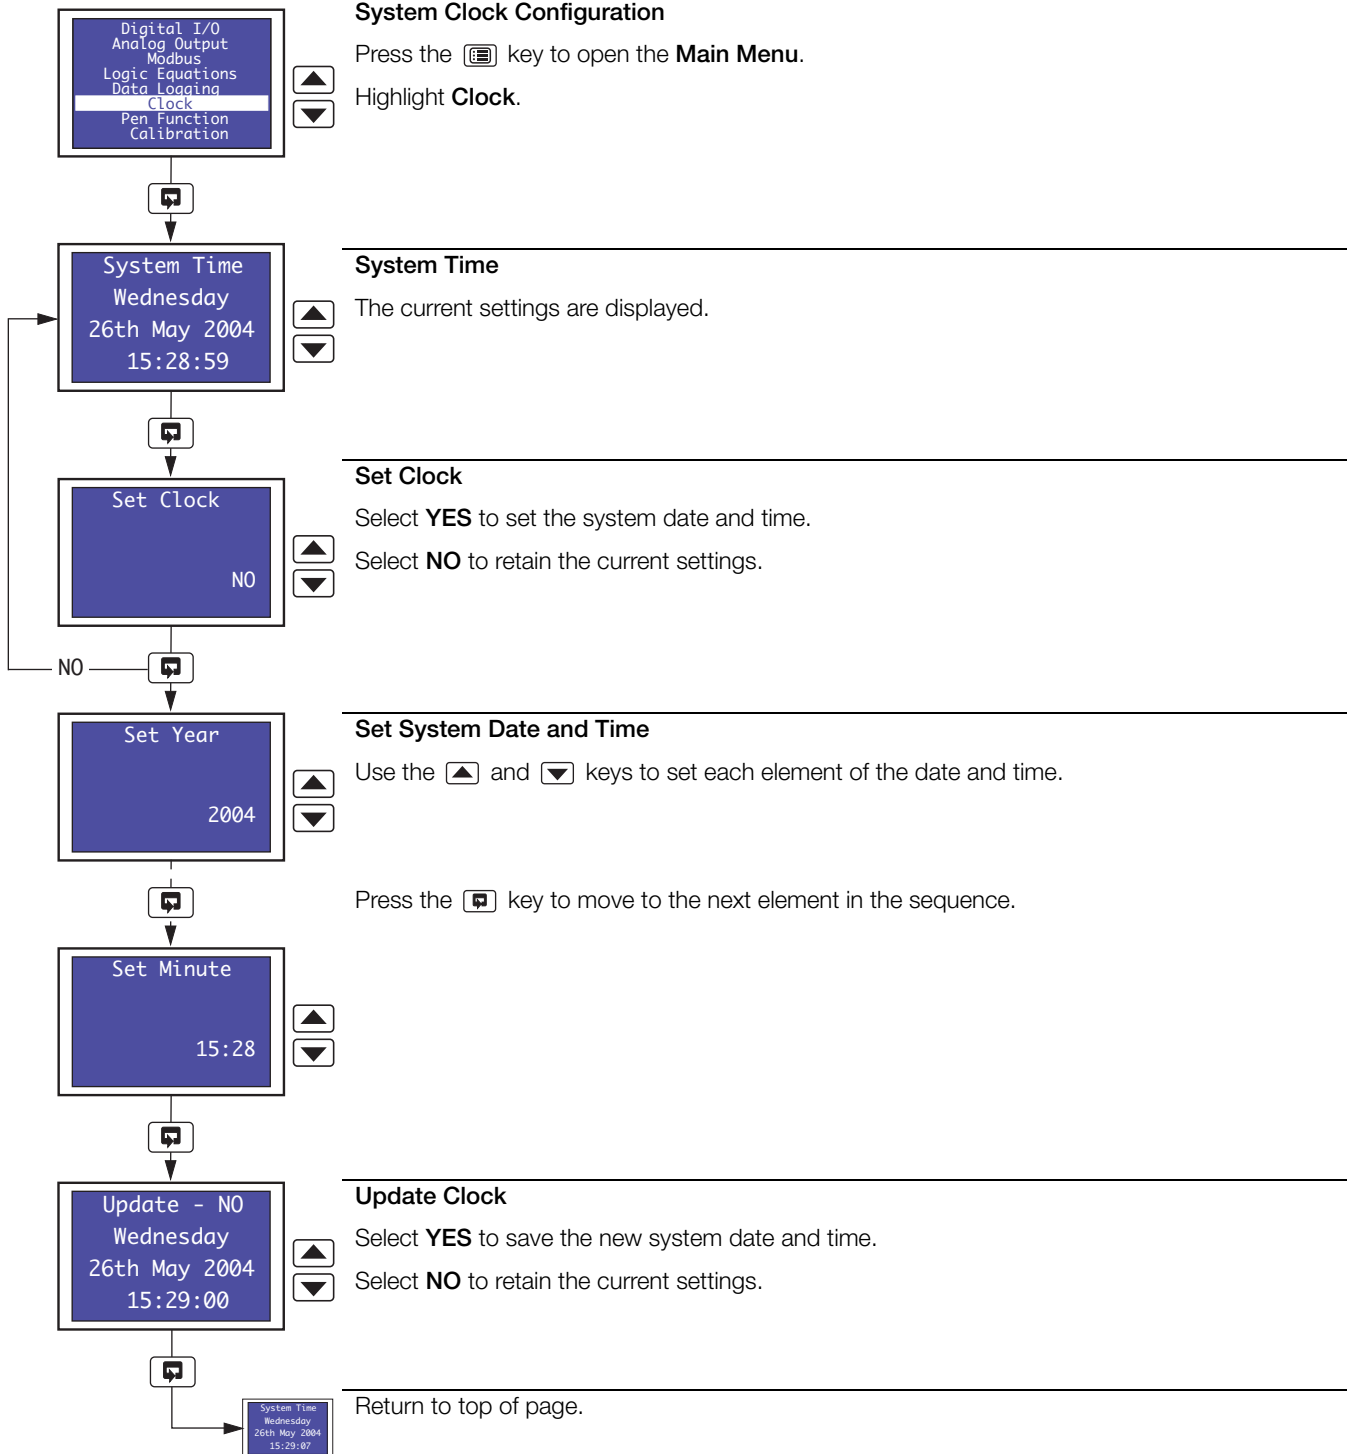 System Clock Configuration
Digital I/O
Analog Output
Modbus
Logic Equations
Data Logging
Clock
Pen Function
Calibration
Press the key to open the Main Menu.
Highlight Clock.
System Time
Wednesday
26th May 2004
15:28:59
System Time
The current settings are displayed.
Set Clock
NO
Set Clock
Select YES to set the system date and time.
Select NO to retain the current settings.
NO
Set Year
2004
Set System Date and Time
Use the and keys to set each element of the date and time.
Press the key to move to the next element in the sequence.
Set Minute
15:28
Update - NO
Wednesday
26th May 2004
15:29:00
Update Clock
Select YES to save the new system date and time.
Select NO to retain the current settings.
System Time
Wednesday
26th May 2004
15:29:07
Return to top of page.